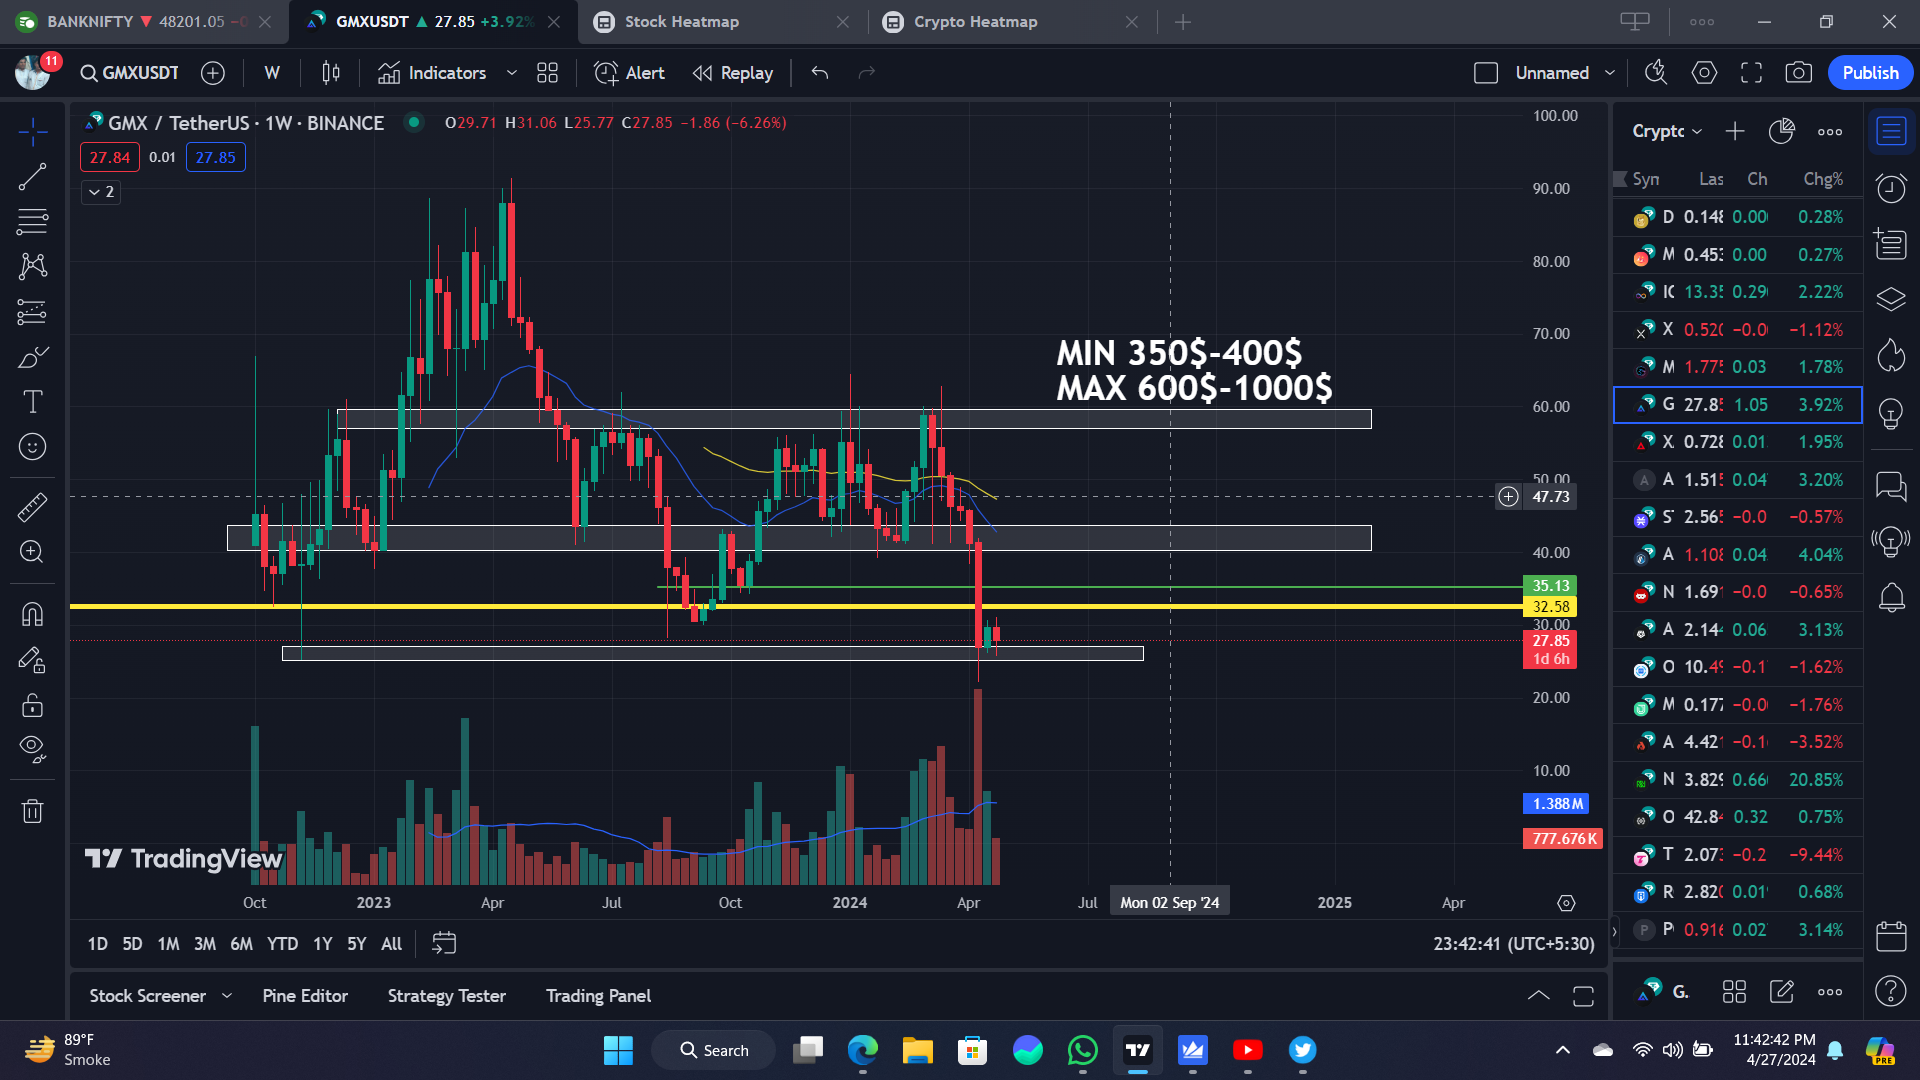 BANKNIFTY ▼ 48201.05
GMXUSDT ▲ 27.85 +3.92%
Stock Heatmap
Crypto Heatmap
11
GMXUSDT
W
Indicators
Alert
Replay
Unnamed
Publish
GMX / TetherUS · 1W · BINANCE
O29.71 H31.06 L25.77 C27.85 −1.86 (−6.26%)
27.84 0.01 27.85
2
MIN 350$-400$
MAX 600$-1000$
100.00
90.00
80.00
70.00
60.00
50.00
47.73
40.00
35.13
32.58
30.00
27.85
1d 6h
20.00
10.00
1.388M
777.676K
TradingView
Oct 2023 Apr Jul Oct 2024 Apr Jul Mon 02 Sep '24 2025 Apr
1D 5D 1M 3M 6M YTD 1Y 5Y All
23:42:41 (UTC+5:30)
Stock Screener Pine Editor Strategy Tester Trading Panel
Crypto
Las Ch Chg%
D 0.148 0.00 0.28%
M 0.453 0.00 0.27%
IC 13.35 0.29 2.22%
X 0.520 −0.0 −1.12%
M 1.775 0.03 1.78%
G 27.85 1.05 3.92%
X 0.728 0.01 1.95%
A 1.515 0.04 3.20%
2.565 −0.0 −0.57%
A 1.108 0.04 4.04%
N 1.691 −0.0 −0.65%
A 2.144 0.06 3.13%
O 10.49 −0.1 −1.62%
M 0.177 −0.0 −1.76%
A 4.421 −0.1 −3.52%
N 3.829 0.66 20.85%
O 42.84 0.32 0.75%
T 2.073 −0.2 −9.44%
R 2.820 0.01 0.68%
P 0.916 0.02 3.14%
G.
89°F
Smoke
Search
11:42:42 PM
4/27/2024
PRE